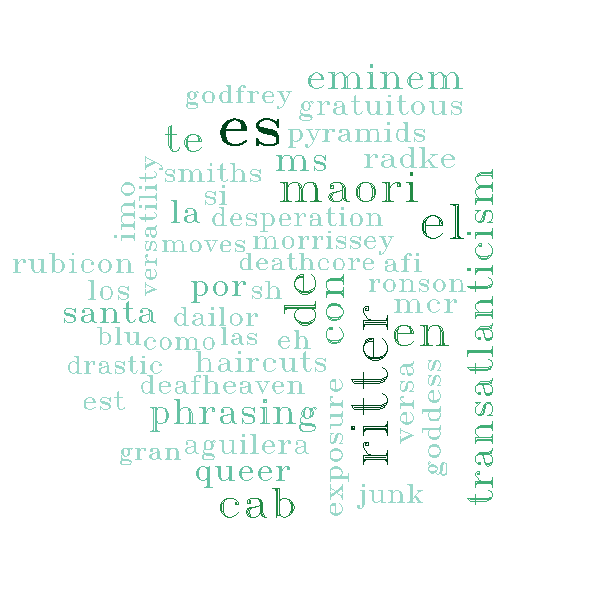 eminem
godfrey
gratuitous
es
te
pyramids
ms
radke
smiths
versatility
imo
si
maori
la
desperation
el
transatlanticism
moves
morrissey
rubicon
deathcore
afi
los
por
sh
de
con
ronson
mcr
santa
dailor
ritter
en
blu
como
las
eh
drastic
haircuts
versa
goddess
est
deafheaven
phrasing
exposure
gran
aguilera
queer
cab
junk